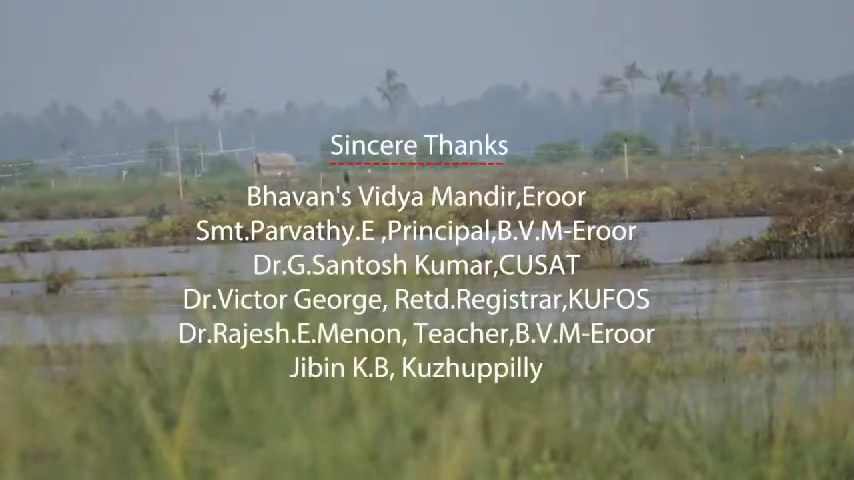 Sincere Thanks
Bhavan's Vidya Mandir,Eroor
Smt.Parvathy.E ,Principal,B.V.M-Eroor
Dr.G.Santosh Kumar,CUSAT
Dr.Victor George, Retd.Registrar,KUFOS
Dr.Rajesh.E.Menon, Teacher,B.V.M-Eroor
Jibin K.B, Kuzhuppilly